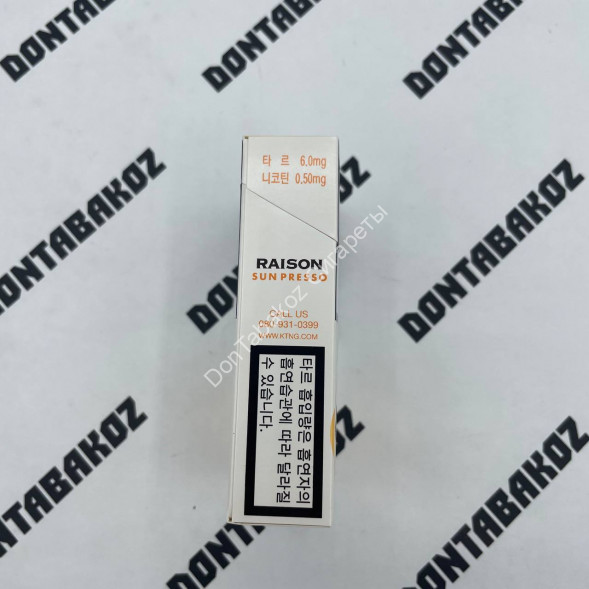 DONTABAKOZ
DONTABAKOZ
타 르 6.0mg
니코틴 0.50mg
DONTABAKOZ
DONTABAKOZ
DONTABAKOZ
RAISON
SUN PRESSO
DonTabakoz Сигареты
CALL US
080-931-0399
WWW.KTNG.COM
타르 흡입량은 흡연자의
흡연습관에 따라 달라질
수 있습니다.
DONTABAKOZ
DONTABAKOZ